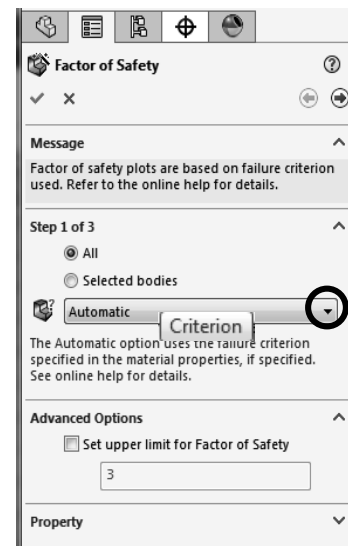 Factor of Safety
Message
Factor of safety plots are based on failure criterion
used. Refer to the online help for details.
Step 1 of 3
All
Selected bodies
Automatic
Criterion
The Automatic option uses the failure criterion
specified in the material properties, if specified.
See online help for details.
Advanced Options
Set upper limit for Factor of Safety
3
Property